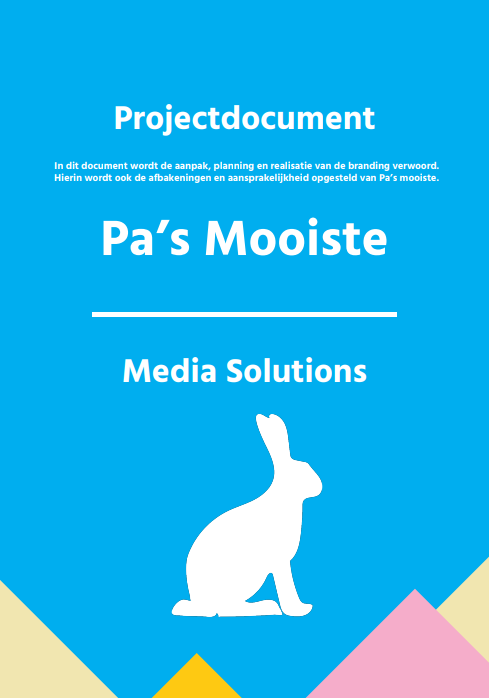 Projectdocument
In dit document wordt de aanpak, planning en realisatie van de branding verwoord.
Hierin wordt ook de afbakeningen en aansprakelijkheid opgesteld van Pa’s mooiste.
Pa’s Mooiste
Media Solutions